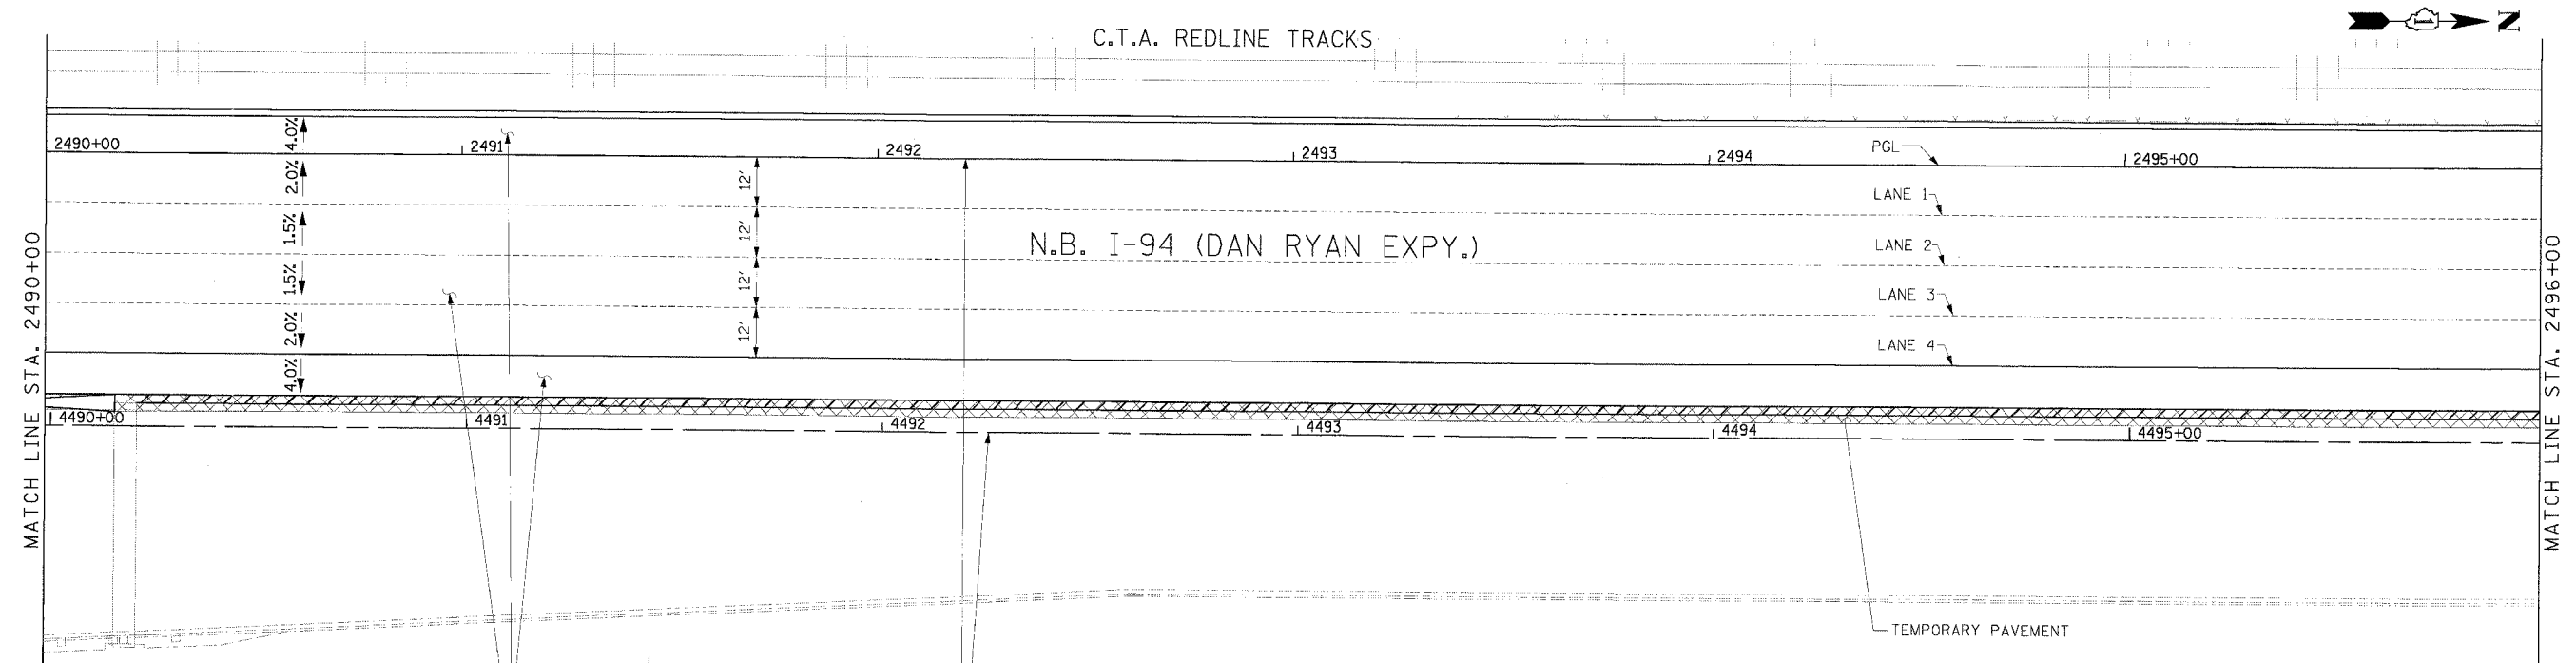 N
C.T.A. REDLINE TRACKS
2490+00
2491
2492
2493
2494
2495+00
4.0%
2.0%
1.5%
1.5%
2.0%
4.0%
12'
12'
12'
12'
PGL
LANE 1
LANE 2
LANE 3
LANE 4
N.B. I-94 (DAN RYAN EXPY.)
MATCH LINE STA. 2490+00
MATCH LINE STA. 2496+00
4490+00
4491
4492
4493
4494
4495+00
TEMPORARY PAVEMENT